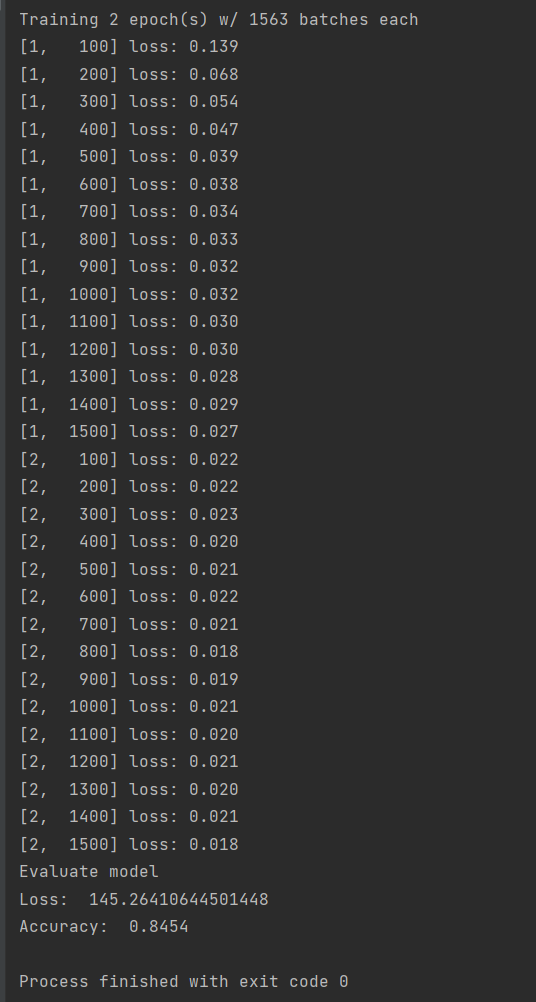 Training 2 epoch(s) w/ 1563 batches each
[1,   100] loss: 0.139
[1,   200] loss: 0.068
[1,   300] loss: 0.054
[1,   400] loss: 0.047
[1,   500] loss: 0.039
[1,   600] loss: 0.038
[1,   700] loss: 0.034
[1,   800] loss: 0.033
[1,   900] loss: 0.032
[1,  1000] loss: 0.032
[1,  1100] loss: 0.030
[1,  1200] loss: 0.030
[1,  1300] loss: 0.028
[1,  1400] loss: 0.029
[1,  1500] loss: 0.027
[2,   100] loss: 0.022
[2,   200] loss: 0.022
[2,   300] loss: 0.023
[2,   400] loss: 0.020
[2,   500] loss: 0.021
[2,   600] loss: 0.022
[2,   700] loss: 0.021
[2,   800] loss: 0.018
[2,   900] loss: 0.019
[2,  1000] loss: 0.021
[2,  1100] loss: 0.020
[2,  1200] loss: 0.021
[2,  1300] loss: 0.020
[2,  1400] loss: 0.021
[2,  1500] loss: 0.018
Evaluate model
Loss:  145.26410644501448
Accuracy:  0.8454
Process finished with exit code 0